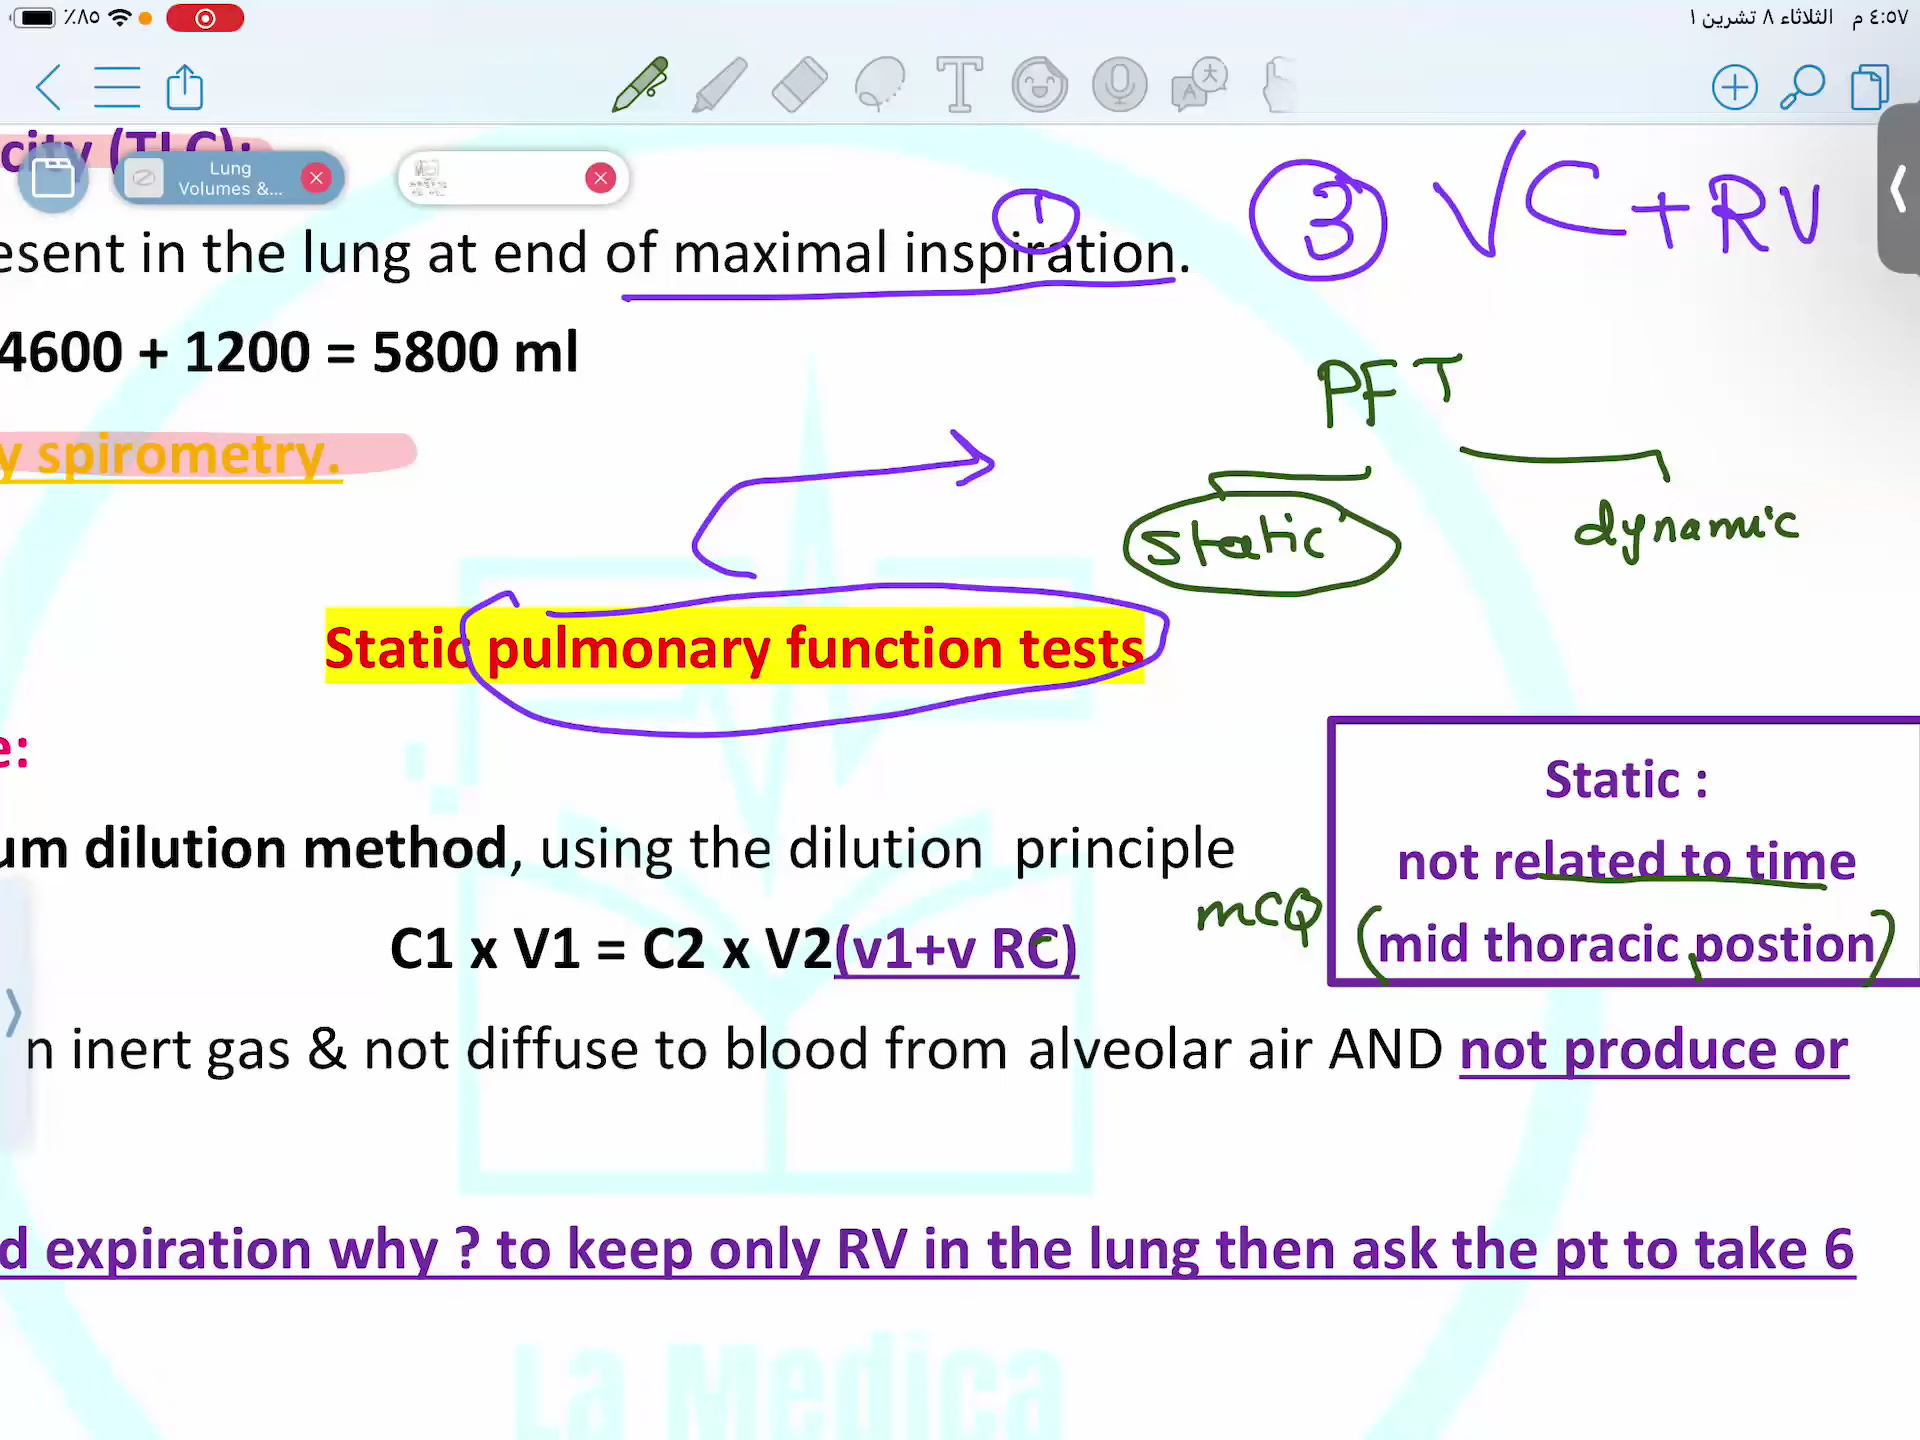 ٪٨٥
٤:٥٧ م الثلاثاء ٨ تشرين ١
city (TLC):
Lung
Volumes &...
1
3 VC + RV
esent in the lung at end of maximal inspiration.
4600 + 1200 = 5800 ml
PFT
y spirometry.
static
dynamic
Static pulmonary function tests
e:
Static :
um dilution method, using the dilution principle
not related to time
mCQ
C1 x V1 = C2 x V2(v1+v RC)
(mid thoracic postion)
n inert gas & not diffuse to blood from alveolar air AND not produce or
d expiration why ? to keep only RV in the lung then ask the pt to take 6
La Medica